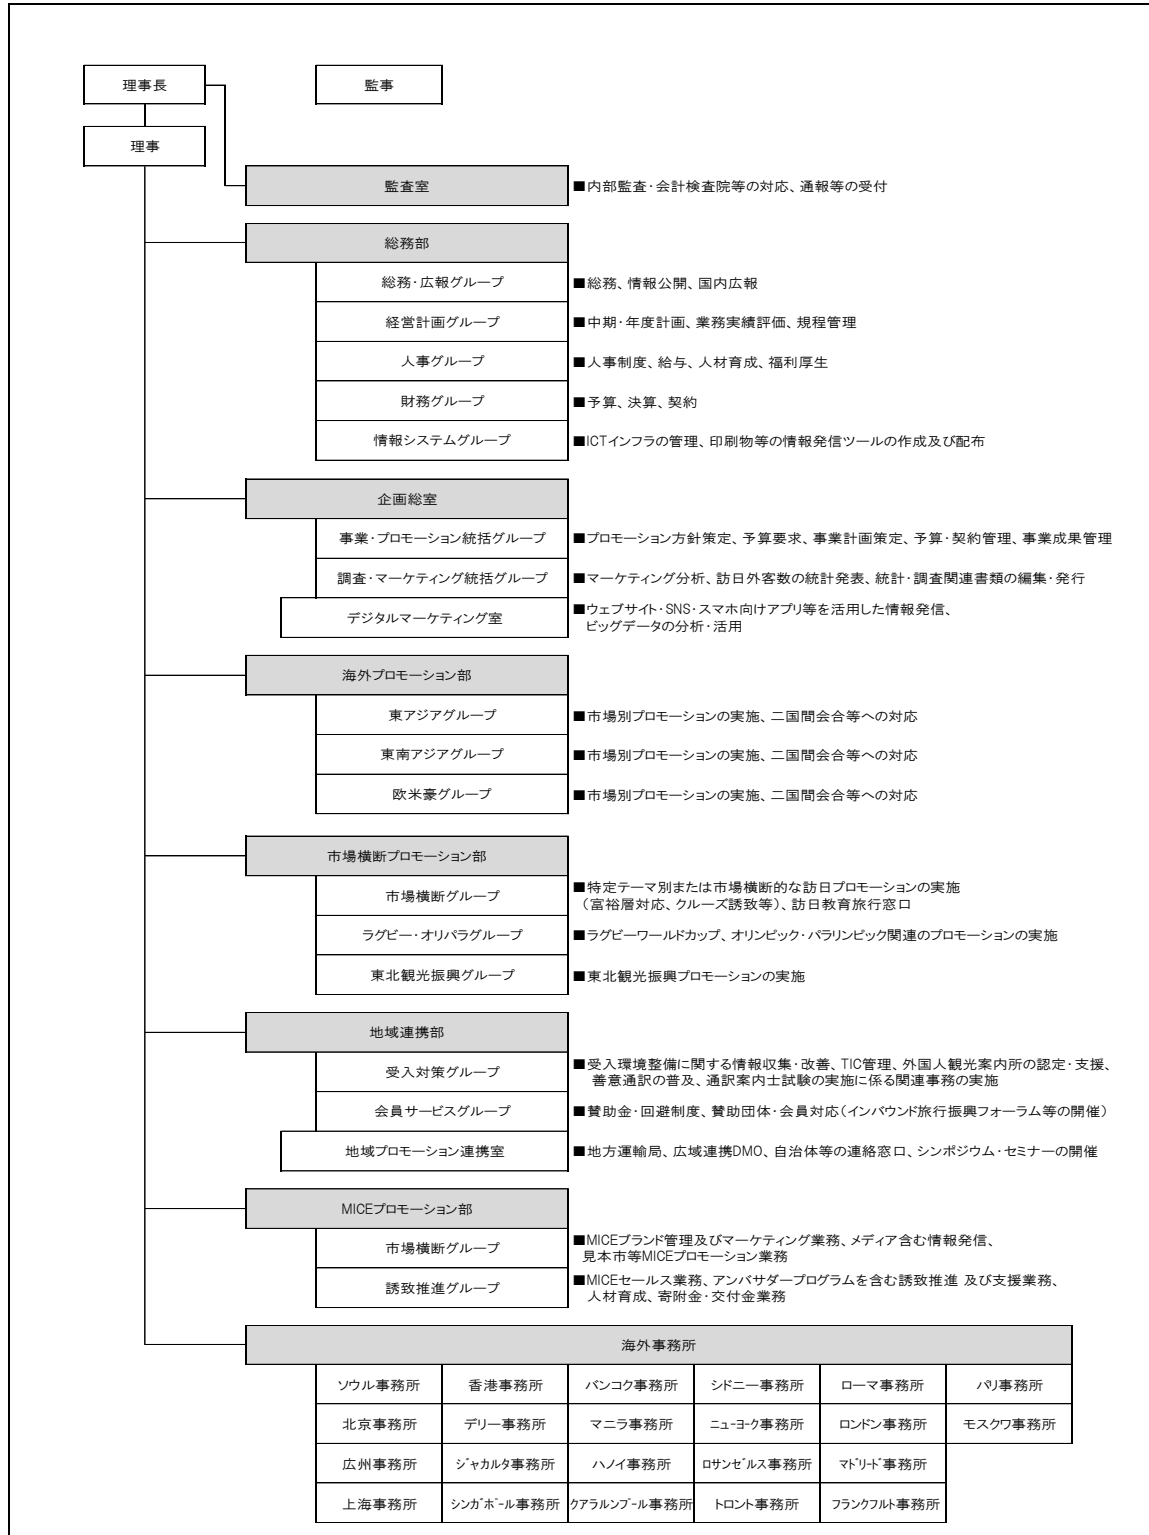 理事長
監事
理事
監査室
■内部監査・会計検査院等の対応、通報等の受付
総務部
総務・広報グループ
■総務、情報公開、国内広報
経営計画グループ
■中期・年度計画、業務実績評価、規程管理
人事グループ
■人事制度、給与、人材育成、福利厚生
財務グループ
■予算、決算、契約
情報システムグループ
■ICTインフラの管理、印刷物等の情報発信ツールの作成及び配布
企画総室
事業・プロモーション統括グループ
■プロモーション方針策定、予算要求、事業計画策定、予算・契約管理、事業成果管理
調査・マーケティング統括グループ
■マーケティング分析、訪日外客数の統計発表、統計・調査関連書類の編集・発行
デジタルマーケティング室
■ウェブサイト・SNS・スマホ向けアプリ等を活用した情報発信、
ビッグデータの分析・活用
海外プロモーション部
東アジアグループ
■市場別プロモーションの実施、二国間会合等への対応
東南アジアグループ
■市場別プロモーションの実施、二国間会合等への対応
欧米豪グループ
■市場別プロモーションの実施、二国間会合等への対応
市場横断プロモーション部
市場横断グループ
■特定テーマ別または市場横断的な訪日プロモーションの実施
（富裕層対応、クルーズ誘致等）、訪日教育旅行窓口
ラグビー・オリパラグループ
■ラグビーワールドカップ、オリンピック・パラリンピック関連のプロモーションの実施
東北観光振興グループ
■東北観光振興プロモーションの実施
地域連携部
受入対策グループ
■受入環境整備に関する情報収集・改善、TIC管理、外国人観光案内所の認定・支援、
善意通訳の普及、通訳案内士試験の実施に係る関連事務の実施
会員サービスグループ
■賛助金・回避制度、賛助団体・会員対応（インバウンド旅行振興フォーラム等の開催）
地域プロモーション連携室
■地方運輸局、広域連携DMO、自治体等の連絡窓口、シンポジウム・セミナーの開催
MICEプロモーション部
市場横断グループ
■MICEブランド管理及びマーケティング業務、メディア含む情報発信、
見本市等MICEプロモーション業務
誘致推進グループ
■MICEセールス業務、アンバサダープログラムを含む誘致推進 及び支援業務、
人材育成、寄附金・交付金業務
海外事務所
ソウル事務所 香港事務所 バンコク事務所 シドニー事務所 ローマ事務所 パリ事務所
北京事務所 デリー事務所 マニラ事務所 ニューヨーク事務所 ロンドン事務所 モスクワ事務所
広州事務所 ジャカルタ事務所 ハノイ事務所 ロサンゼルス事務所 マドリード事務所
上海事務所 シンガポール事務所 クアラルンプール事務所 トロント事務所 フランクフルト事務所